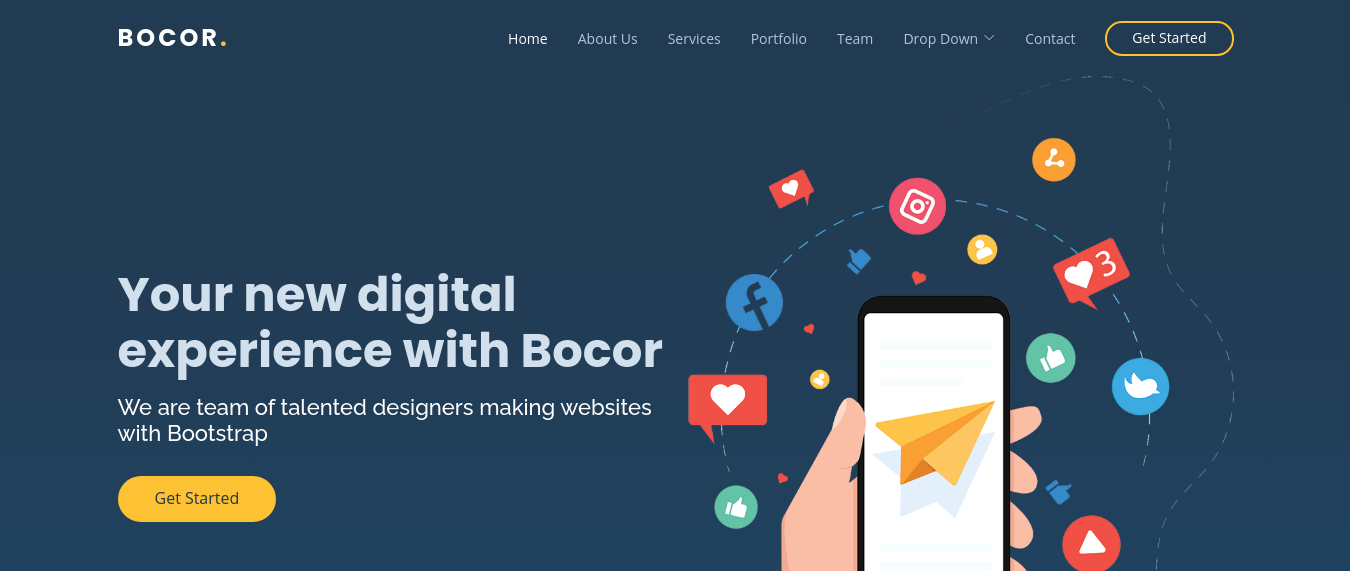 BOCOR.
Home About Us Services Portfolio Team Drop Down Contact Get Started
3
Your new digital
experience with Bocor
We are team of talented designers making websites
with Bootstrap
Get Started